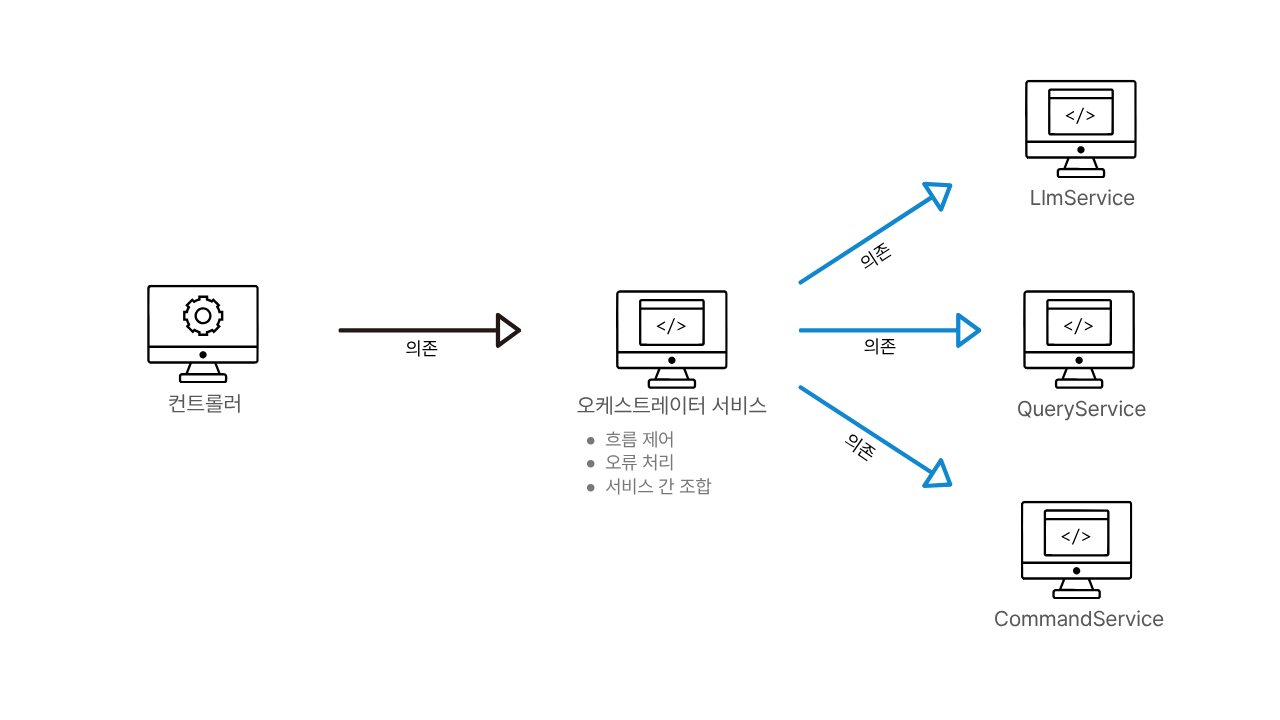 컨트롤러
의존
오케스트레이터 서비스
● 흐름 제어
● 오류 처리
● 서비스 간 조합
의존
의존
의존
</>
LlmService
</>
QueryService
</>
CommandService
</>